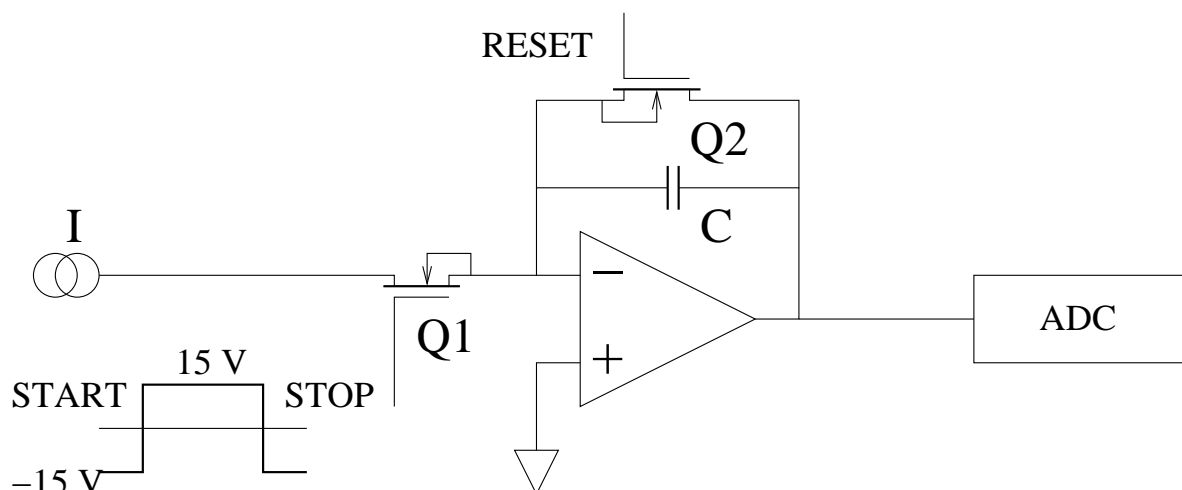 RESET
Q2
I
C
−
Q1
ADC
+
15 V
START
STOP
−15 V